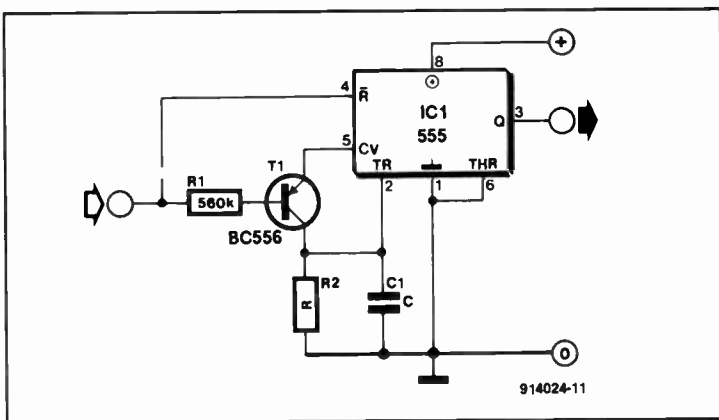 +
8
4
R̄
⊕
IC1
555
Q
3
5
CV
TR
THR
T1
2
1
6
R1
560k
BC556
R
R2
C1
C
0
914024-11